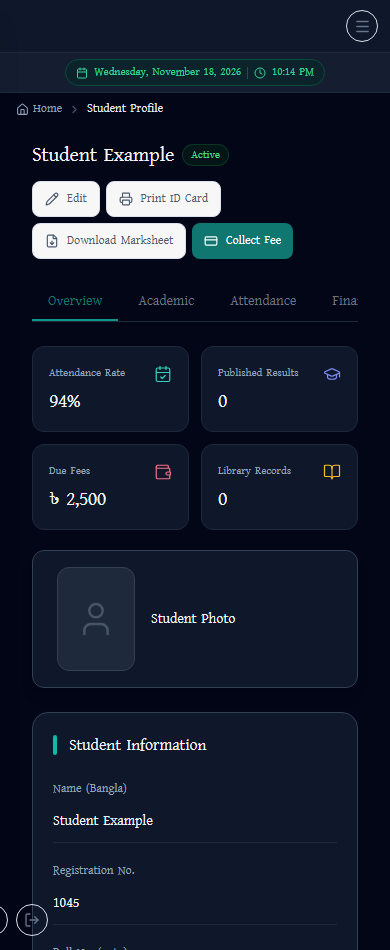 Wednesday, November 18, 2026 | 10:14 PM
Home > Student Profile
Student Example Active
Edit Print ID Card
Download Marksheet Collect Fee
Overview Academic Attendance Finan
Attendance Rate
94%
Published Results
0
Due Fees
৳ 2,500
Library Records
0
Student Photo
Student Information
Name (Bangla)
Student Example
Registration No.
1045